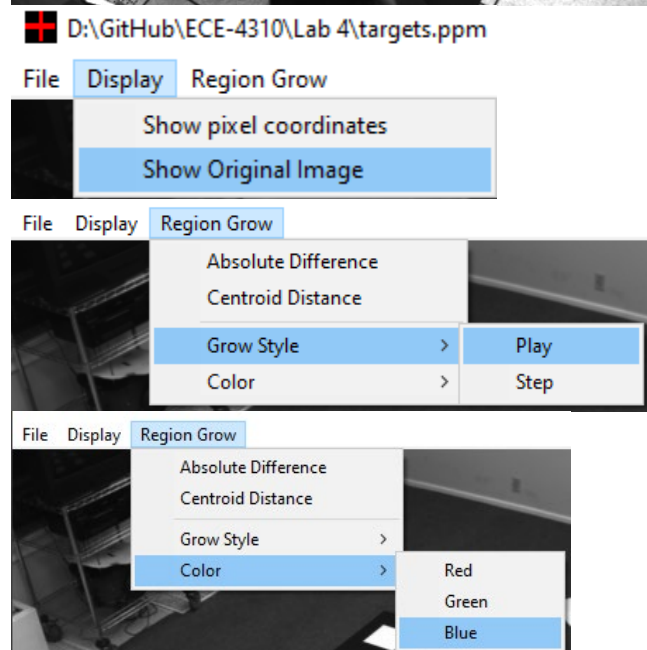 D:\GitHub\ECE-4310\Lab 4\targets.ppm
File Display Region Grow
Show pixel coordinates
Show Original Image
File Display Region Grow
Absolute Difference
Centroid Distance
Grow Style > Play
Color > Step
File Display Region Grow
Absolute Difference
Centroid Distance
Grow Style >
Color > Red
Green
Blue